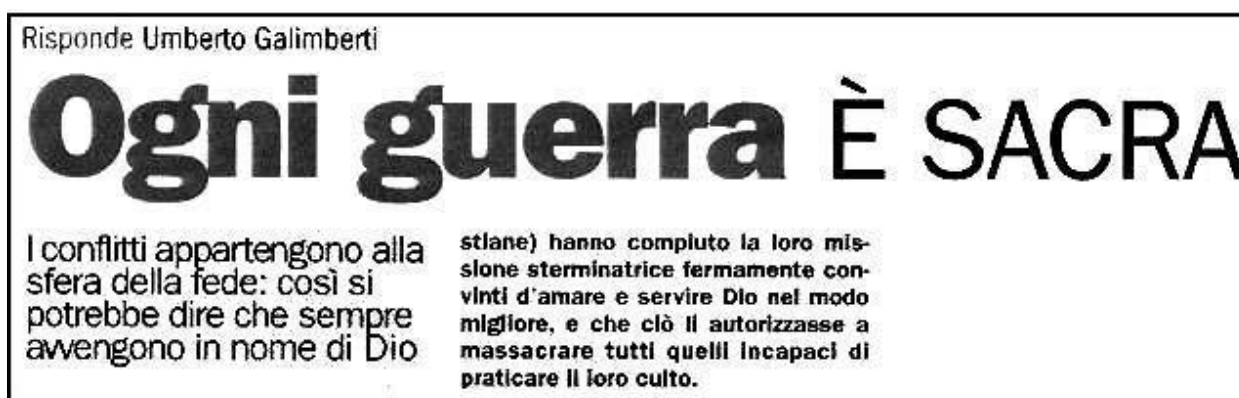 Risponde Umberto Galimberti
Ogni guerra È SACRA
I conflitti appartengono alla
sfera della fede: così si
potrebbe dire che sempre
avvengono in nome di Dio
stiane) hanno compiuto la loro mis-
sione sterminatrice fermamente con-
vinti d'amare e servire Dio nel modo
migliore, e che ciò li autorizzasse a
massacrare tutti quelli incapaci di
praticare il loro culto.